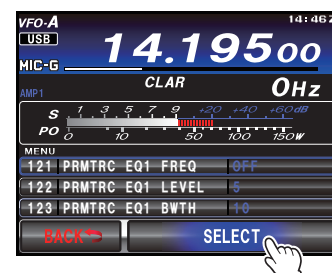 VFO-A 14:46
USB 14.19500
MIC-G
CLAR 0Hz
AMP1
S 1 3 5 7 9 +20 +40 +60dB
PO 0 10 50 100 150W
MENU
121 PRMTRC EQ1 FREQ OFF
122 PRMTRC EQ1 LEVEL 5
123 PRMTRC EQ1 BWTH 10
BACK SELECT